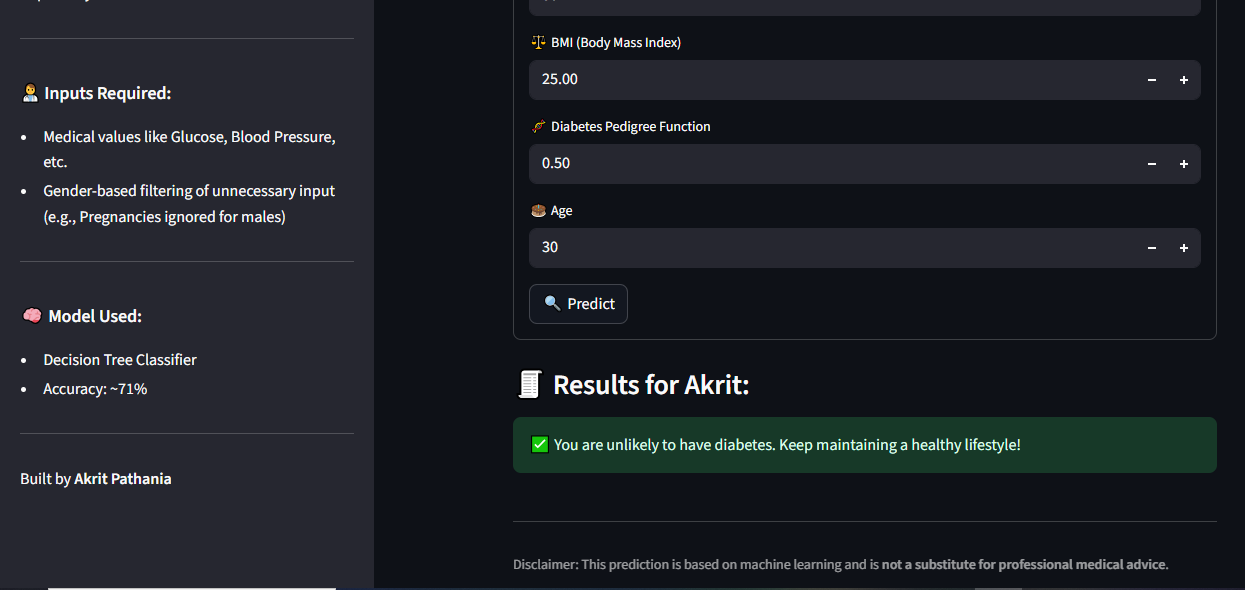 Inputs Required:
Medical values like Glucose, Blood Pressure,
etc.
Gender-based filtering of unnecessary input
(e.g., Pregnancies ignored for males)
Model Used:
Decision Tree Classifier
Accuracy: ~71%
Built by Akrit Pathania
BMI (Body Mass Index)
25.00
Diabetes Pedigree Function
0.50
Age
30
Predict
Results for Akrit:
You are unlikely to have diabetes. Keep maintaining a healthy lifestyle!
Disclaimer: This prediction is based on machine learning and is not a substitute for professional medical advice.